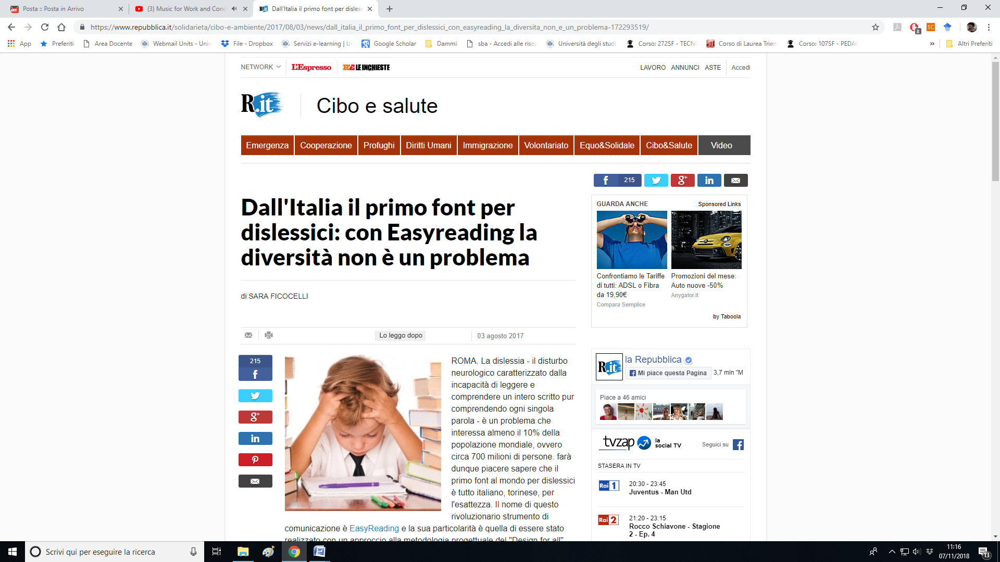 Posta :: Posta in Arrivo
(3) Music for Work and Conc
Dall'Italia il primo font per disles
https://www.repubblica.it/solidarieta/cibo-e-ambiente/2017/08/03/news/dall_italia_il_primo_font_per_dislessici_con_easyreading_la_diversita_non_e_un_problema-172293519/
SC
8
App
Preferiti
Area Docente
Webmail Units - Univ
File - Dropbox
Servizi e-learning | Un
Google Scholar
Dammi
sba - Accedi alle risor
Università degli studi
Corso: 272SF - TECN
Corso di Laurea Trien
Corso: 107SF - PEDA
»
Altri Preferiti
NETWORK
L'Espresso
RE LE INCHIESTE
LAVORO ANNUNCI ASTE
Accedi
R.it
Cibo e salute
Emergenza
Cooperazione
Profughi
Diritti Umani
Immigrazione
Volontariato
Equo&Solidale
Cibo&Salute
Video
f 215
g+
in
Dall'Italia il primo font per
dislessici: con Easyreading la
diversità non è un problema
di SARA FICOCELLI
Lo leggo dopo
03 agosto 2017
215
f
g+
in
ROMA. La dislessia - il disturbo
neurologico caratterizzato dalla
incapacità di leggere e
comprendere un intero scritto pur
comprendendo ogni singola
parola - è un problema che
interessa almeno il 10% della
popolazione mondiale, ovvero
circa 700 milioni di persone. farà
dunque piacere sapere che il
primo font al mondo per dislessici
è tutto italiano, torinese, per
l'esattezza. Il nome di questo
rivoluzionario strumento di
comunicazione è EasyReading e la sua particolarità è quella di essere stato
realizzato con un approccio alla metodologia progettuale del "Design for all"
GUARDA ANCHE
Sponsored Links
Confrontiamo le Tariffe
di tutti: ADSL o Fibra
da 19,90€
Compara Semplice
Promozioni del mese:
Auto nuove -50%
Anygator.it
by Taboola
R.it
la Repubblica
Mi piace questa Pagina
3,7 mln "M
Piace a 46 amici
tvzap
la
social TV
Seguici su
STASERA IN TV
Rai 1
20:30 - 23:45
Juventus - Man Utd
Rai 2
21:20 - 23:15
Rocco Schiavone - Stagione
2 - Ep. 4
Scrivi qui per eseguire la ricerca
11:16
07/11/2018
13